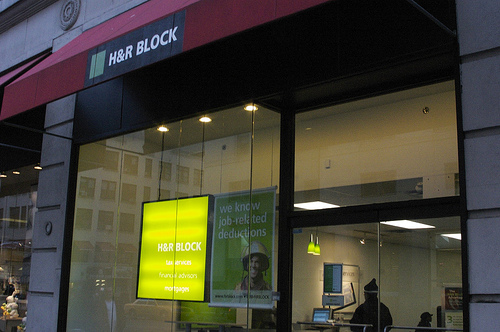 H&R BLOCK
we know
job-related
deductions
H&R BLOCK
tax services
financial advisors
mortgages